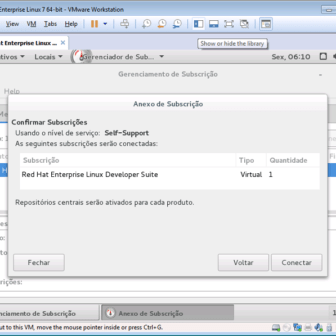 Enterprise Linux 7 64-bit - VMware Workstation
View VM Tabs Help
Show or hide the library
t Enterprise Linux ...
tivos Locais Gerenciador de Sub... Sex, 06:10
Gerenciamento de Subscrição
Help
Anexo de Subscrição
Confirmar Subscrições
Usando o nível de serviço: Self-Support
As seguintes subscrições serão conectadas:
Subscrição Tipo Quantidade
Red Hat Enterprise Linux Developer Suite Virtual 1
Repositórios centrais serão ativados para cada produto.
Fechar Voltar Conectar
nciamento de Subscrição Anexo de Subscrição
out to this VM, move the mouse pointer inside or press Ctrl+G.